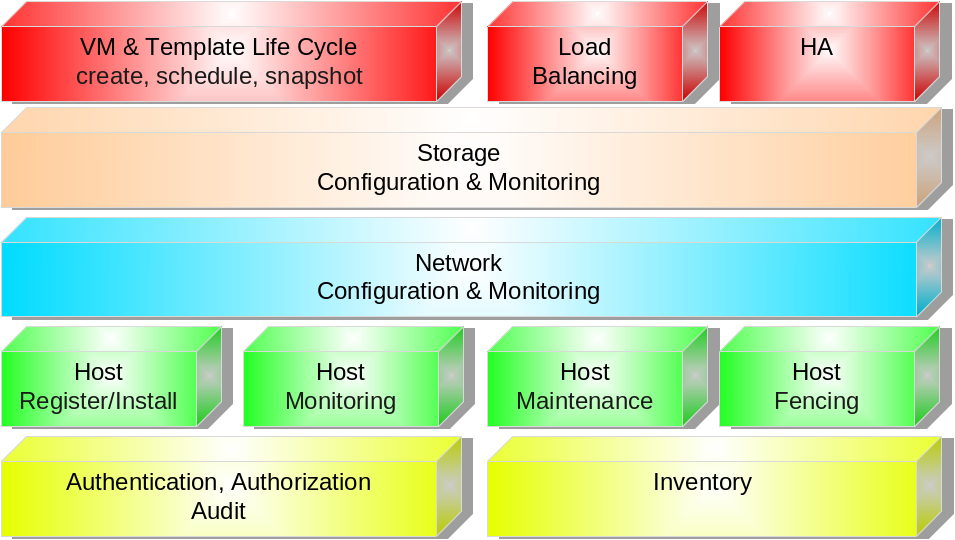 VM & Template Life Cycle
create, schedule, snapshot
Load
Balancing
HA
Storage
Configuration & Monitoring
Network
Configuration & Monitoring
Host
Register/Install
Host
Monitoring
Host
Maintenance
Host
Fencing
Authentication, Authorization
Audit
Inventory